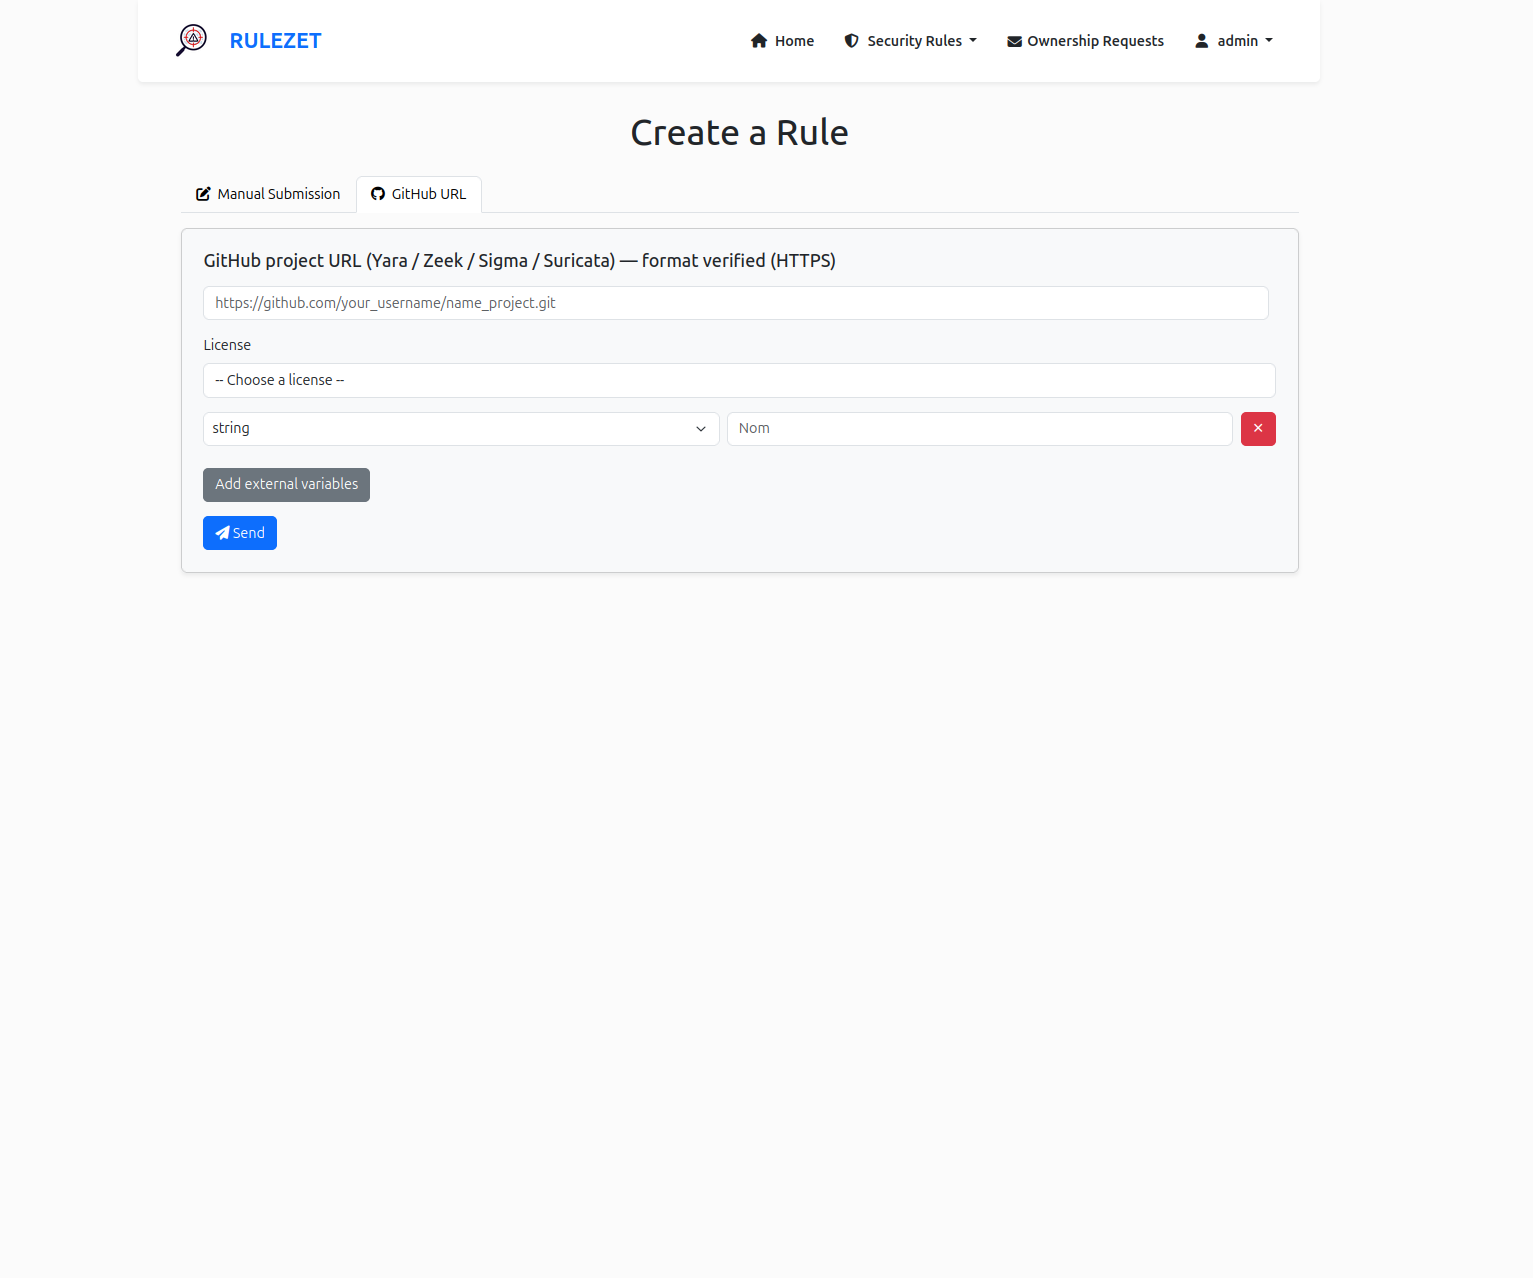 RULEZET
Home
Security Rules
Ownership Requests
admin
Create a Rule
Manual Submission
GitHub URL
GitHub project URL (Yara / Zeek / Sigma / Suricata) — format verified (HTTPS)
https://github.com/your_username/name_project.git
License
-- Choose a license --
string
Nom
Add external variables
Send